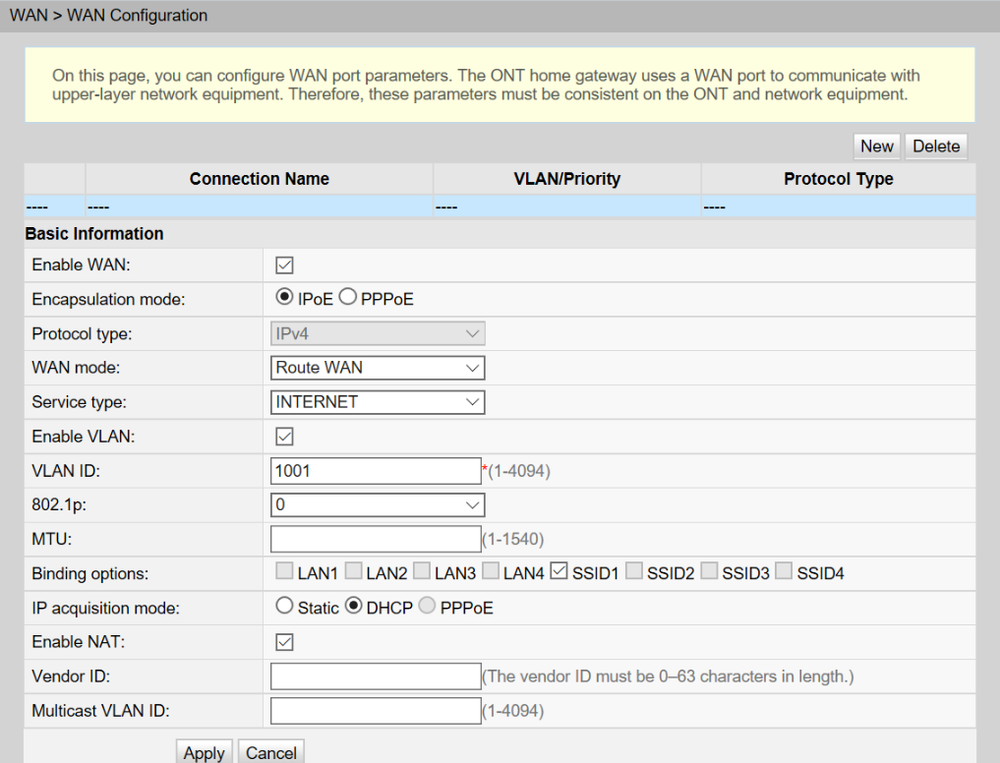 WAN > WAN Configuration
On this page, you can configure WAN port parameters. The ONT home gateway uses a WAN port to communicate with
upper-layer network equipment. Therefore, these parameters must be consistent on the ONT and network equipment.
New Delete
Connection Name VLAN/Priority Protocol Type
---- ---- ---- ----
Basic Information
Enable WAN:
Encapsulation mode: IPoE PPPoE
Protocol type: IPv4
WAN mode: Route WAN
Service type: INTERNET
Enable VLAN:
VLAN ID: 1001 *(1-4094)
802.1p: 0
MTU: (1-1540)
Binding options: LAN1 LAN2 LAN3 LAN4 SSID1 SSID2 SSID3 SSID4
IP acquisition mode: Static DHCP PPPoE
Enable NAT:
Vendor ID: (The vendor ID must be 0–63 characters in length.)
Multicast VLAN ID: (1-4094)
Apply Cancel